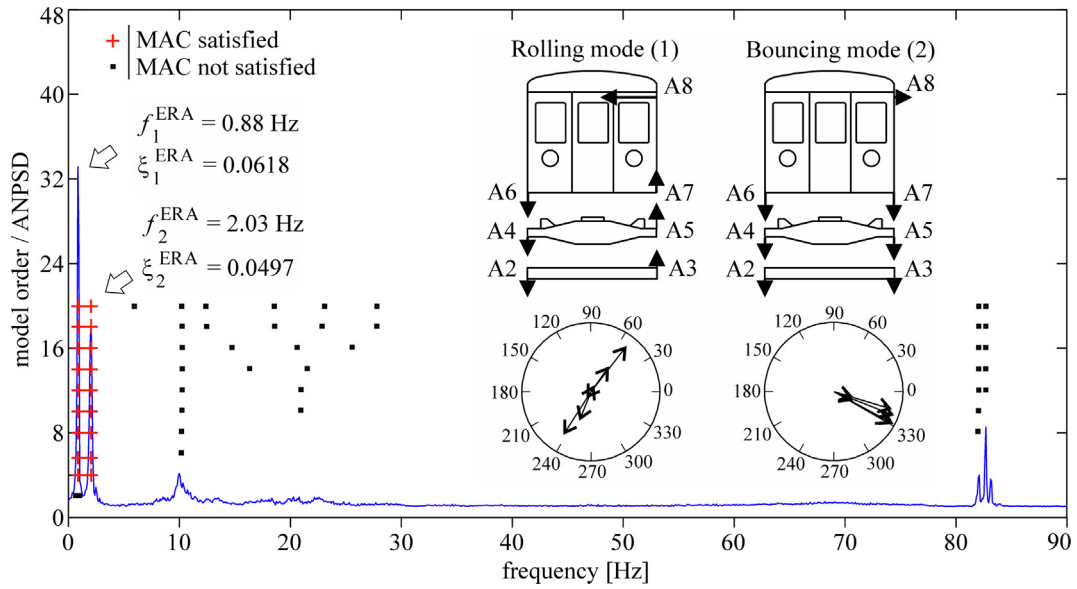 48
40
32
24
16
8
0
model order / ANPSD
MAC satisfied
MAC not satisfied
f₁ᴱᴿᴬ = 0.88 Hz
ξ₁ᴱᴿᴬ = 0.0618
f₂ᴱᴿᴬ = 2.03 Hz
ξ₂ᴱᴿᴬ = 0.0497
Rolling mode (1)
A8
A6 A7
A4 A5
A2 A3
90
120 60
150 30
180 0
210 330
240 300
270
Bouncing mode (2)
A8
A6 A7
A4 A5
A2 A3
90
120 60
150 30
180 0
210 330
240 300
270
0 10 20 30 40 50 60 70 80 90
frequency [Hz]